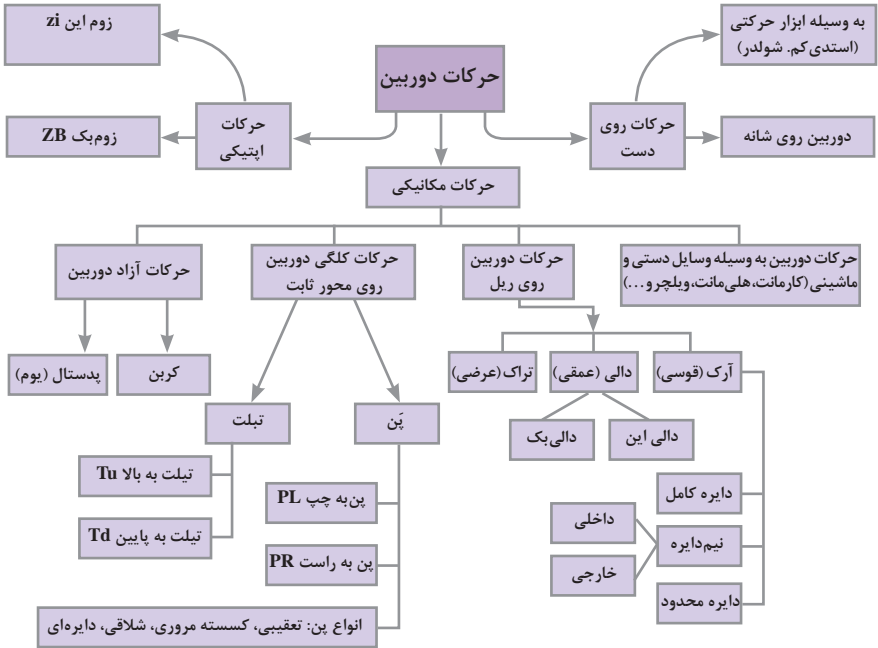 حرکات دوربین
به وسیله ابزار حرکتی
(استدی کم. شولدر)
زوم این zi
حرکات روی
دست
دوربین روی شانه
حرکات
اپتیکی
زوم‌بک ZB
حرکات مکانیکی
حرکات دوربین به وسیله وسایل دستی و
ماشینی (کارمانت، هلی‌مانت، ویلچر و...)
حرکات دوربین
روی ریل
حرکات کلگی دوربین
روی محور ثابت
حرکات آزاد دوربین
آرک (قوسی)
دالی (عمقی)
تراک (عرضی)
کربن
پدستال (یوم)
دالی این
دالی‌بک
پَن
تبلت
دایره کامل
نیم‌دایره
دایره محدود
داخلی
خارجی
پن‌به چپ PL
پن به راست PR
انواع پن: تعقیبی، کسسته مروری، شلاقی، دایره‌ای
تیلت به بالا Tu
تیلت به پایین Td